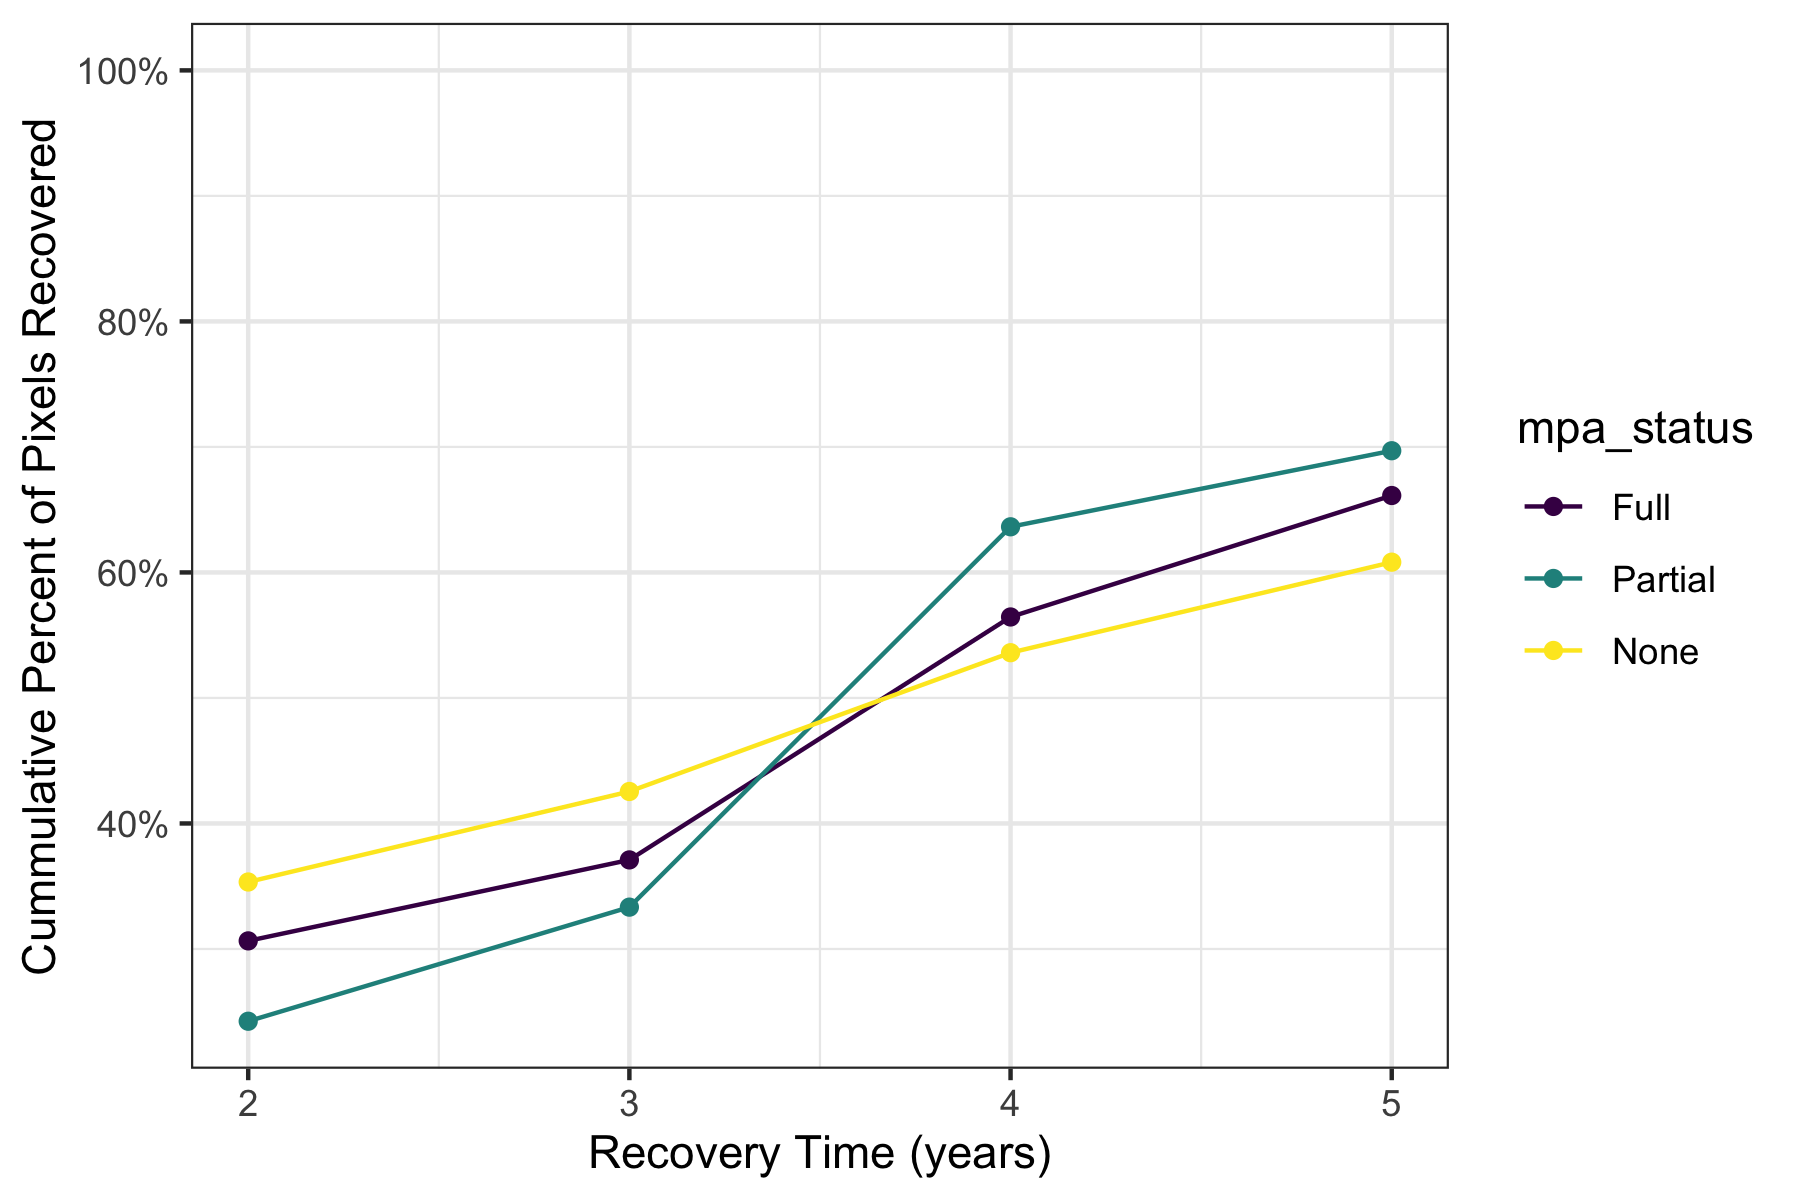 Cummulative Percent of Pixels Recovered
100%
80%
60%
40%
2 3 4 5
Recovery Time (years)
mpa_status
Full
Partial
None